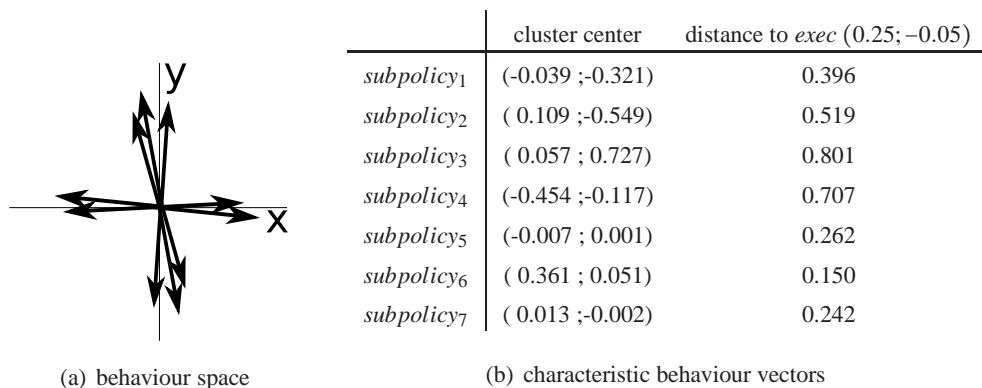 y
x
(a) behaviour space
cluster center distance to exec (0.25; −0.05)
subpolicy1 (-0.039 ;-0.321) 0.396
subpolicy2 ( 0.109 ;-0.549) 0.519
subpolicy3 ( 0.057 ; 0.727) 0.801
subpolicy4 (-0.454 ;-0.117) 0.707
subpolicy5 (-0.007 ; 0.001) 0.262
subpolicy6 ( 0.361 ; 0.051) 0.150
subpolicy7 ( 0.013 ;-0.002) 0.242
(b) characteristic behaviour vectors